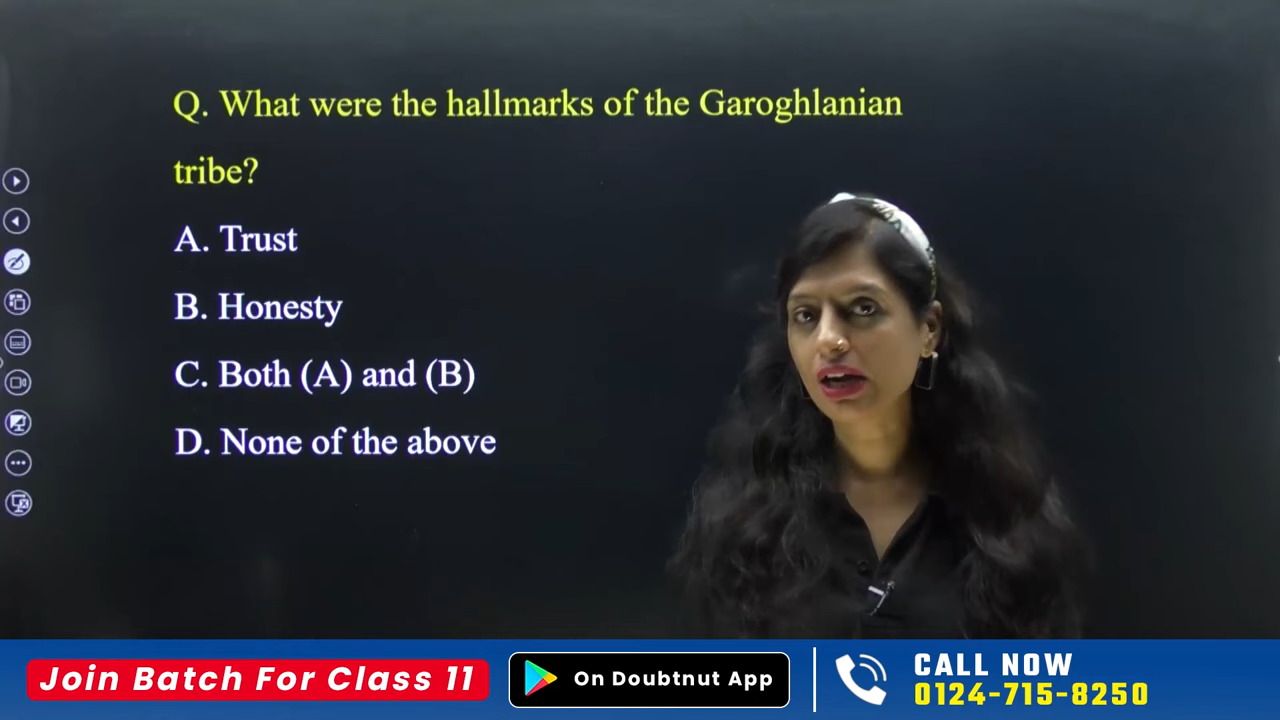 Q. What were the hallmarks of the Garoghlanian
tribe?
A. Trust
B. Honesty
C. Both (A) and (B)
D. None of the above
Join Batch For Class 11
On Doubtnut App
CALL NOW
0124-715-8250